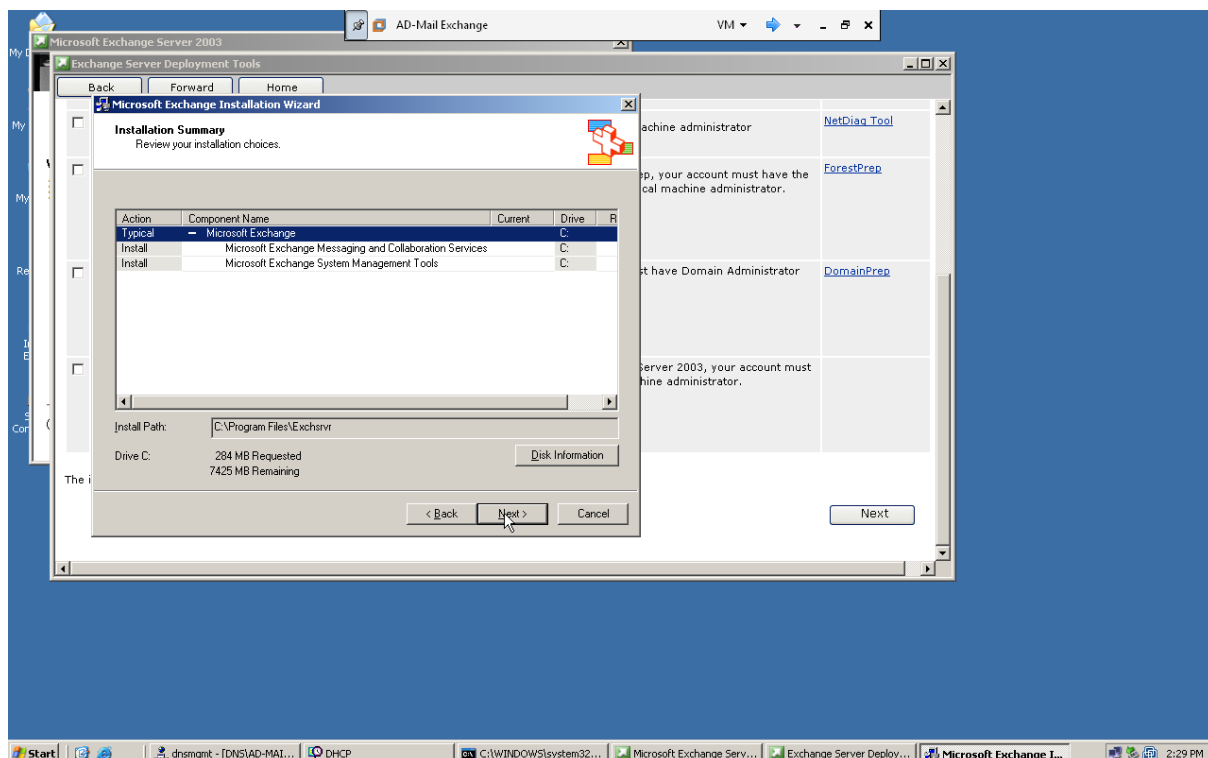 AD-Mail Exchange
VM
Microsoft Exchange Server 2003
Exchange Server Deployment Tools
Back Forward Home
Microsoft Exchange Installation Wizard
Installation Summary
Review your installation choices.
Action Component Name Current Drive R
Typical Microsoft Exchange C:
Install Microsoft Exchange Messaging and Collaboration Services C:
Install Microsoft Exchange System Management Tools C:
Install Path: C:\Program Files\Exchsrvr
Drive C: 284 MB Requested
7425 MB Remaining
Disk Information
< Back Next > Cancel
achine administrator NetDiag Tool
ep, your account must have the ForestPrep
cal machine administrator.
st have Domain Administrator DomainPrep
Server 2003, your account must
hine administrator.
The i
Next
My
My
Re
Con
Start dnsmgmt - [DNS\AD-MAI... DHCP C:\WINDOWS\system32... Microsoft Exchange Serv... Exchange Server Deploy... Microsoft Exchange I... 2:29 PM